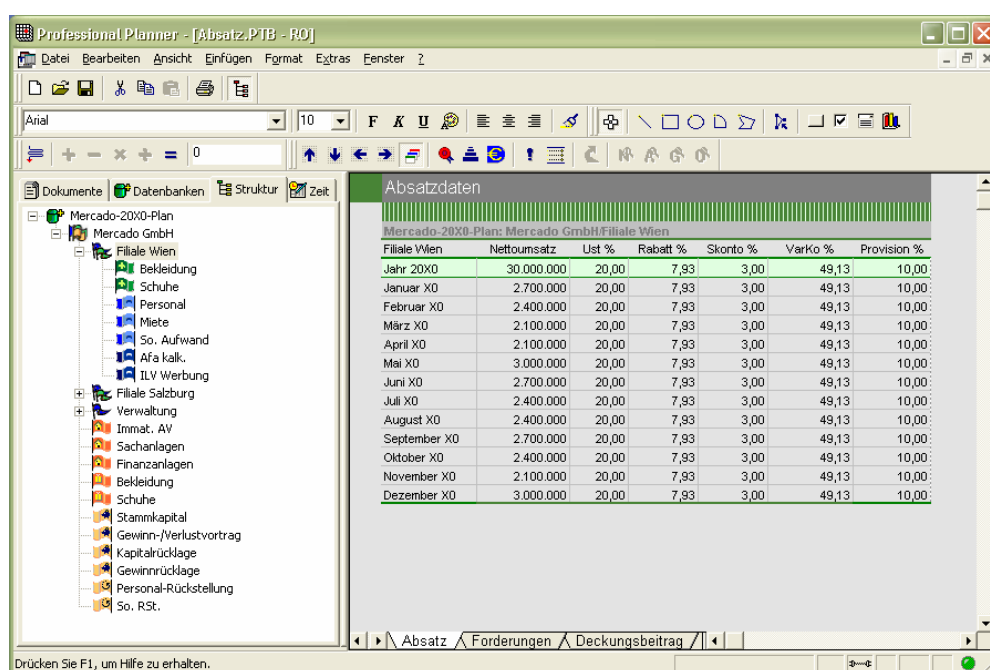 Professional Planner - [Absatz.PTB - RO]
Datei Bearbeiten Ansicht Einfügen Format Extras Fenster ?
Arial 10 F K U
0
Dokumente Datenbanken Struktur Zeit
Mercado-20X0-Plan
Mercado GmbH
Filiale Wien
Bekleidung
Schuhe
Personal
Miete
So. Aufwand
Afa kalk.
ILV Werbung
Filiale Salzburg
Verwaltung
Immat. AV
Sachanlagen
Finanzanlagen
Bekleidung
Schuhe
Stammkapital
Gewinn-/Verlustvortrag
Kapitalrücklage
Gewinnrücklage
Personal-Rückstellung
So. RSt.
Absatzdaten
Mercado-20X0-Plan: Mercado GmbH/Filiale Wien
Filiale Wien Nettoumsatz Ust % Rabatt % Skonto % VarKo % Provision %
Jahr 20X0 30.000.000 20,00 7,93 3,00 49,13 10,00
Januar X0 2.700.000 20,00 7,93 3,00 49,13 10,00
Februar X0 2.400.000 20,00 7,93 3,00 49,13 10,00
März X0 2.100.000 20,00 7,93 3,00 49,13 10,00
April X0 2.100.000 20,00 7,93 3,00 49,13 10,00
Mai X0 3.000.000 20,00 7,93 3,00 49,13 10,00
Juni X0 2.700.000 20,00 7,93 3,00 49,13 10,00
Juli X0 2.400.000 20,00 7,93 3,00 49,13 10,00
August X0 2.400.000 20,00 7,93 3,00 49,13 10,00
September X0 2.700.000 20,00 7,93 3,00 49,13 10,00
Oktober X0 2.400.000 20,00 7,93 3,00 49,13 10,00
November X0 2.100.000 20,00 7,93 3,00 49,13 10,00
Dezember X0 3.000.000 20,00 7,93 3,00 49,13 10,00
Absatz Forderungen Deckungsbeitrag
Drücken Sie F1, um Hilfe zu erhalten.